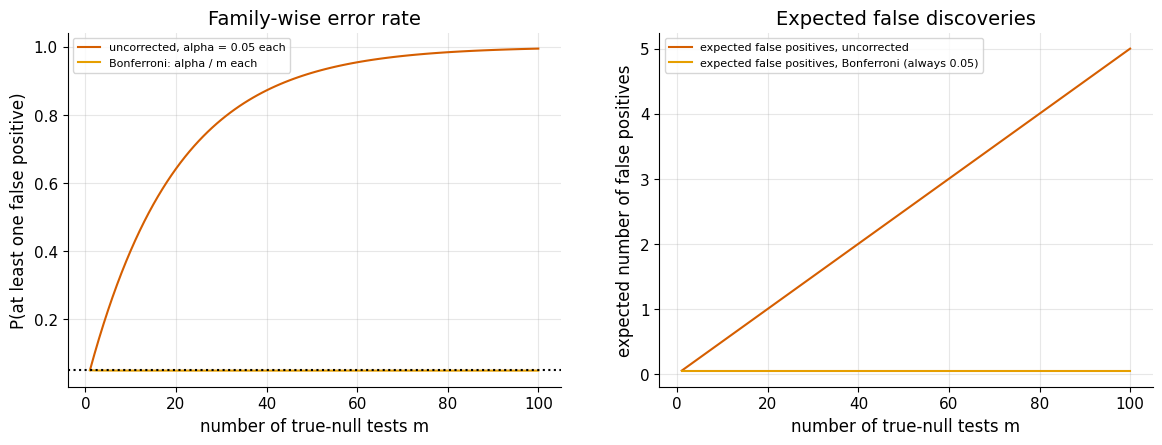 Family-wise error rate
uncorrected, alpha = 0.05 each
Bonferroni: alpha / m each
P(at least one false positive)
1.0
0.8
0.6
0.4
0.2
0 20 40 60 80 100
number of true-null tests m
Expected false discoveries
expected false positives, uncorrected
expected false positives, Bonferroni (always 0.05)
expected number of false positives
5
4
3
2
1
0
0 20 40 60 80 100
number of true-null tests m